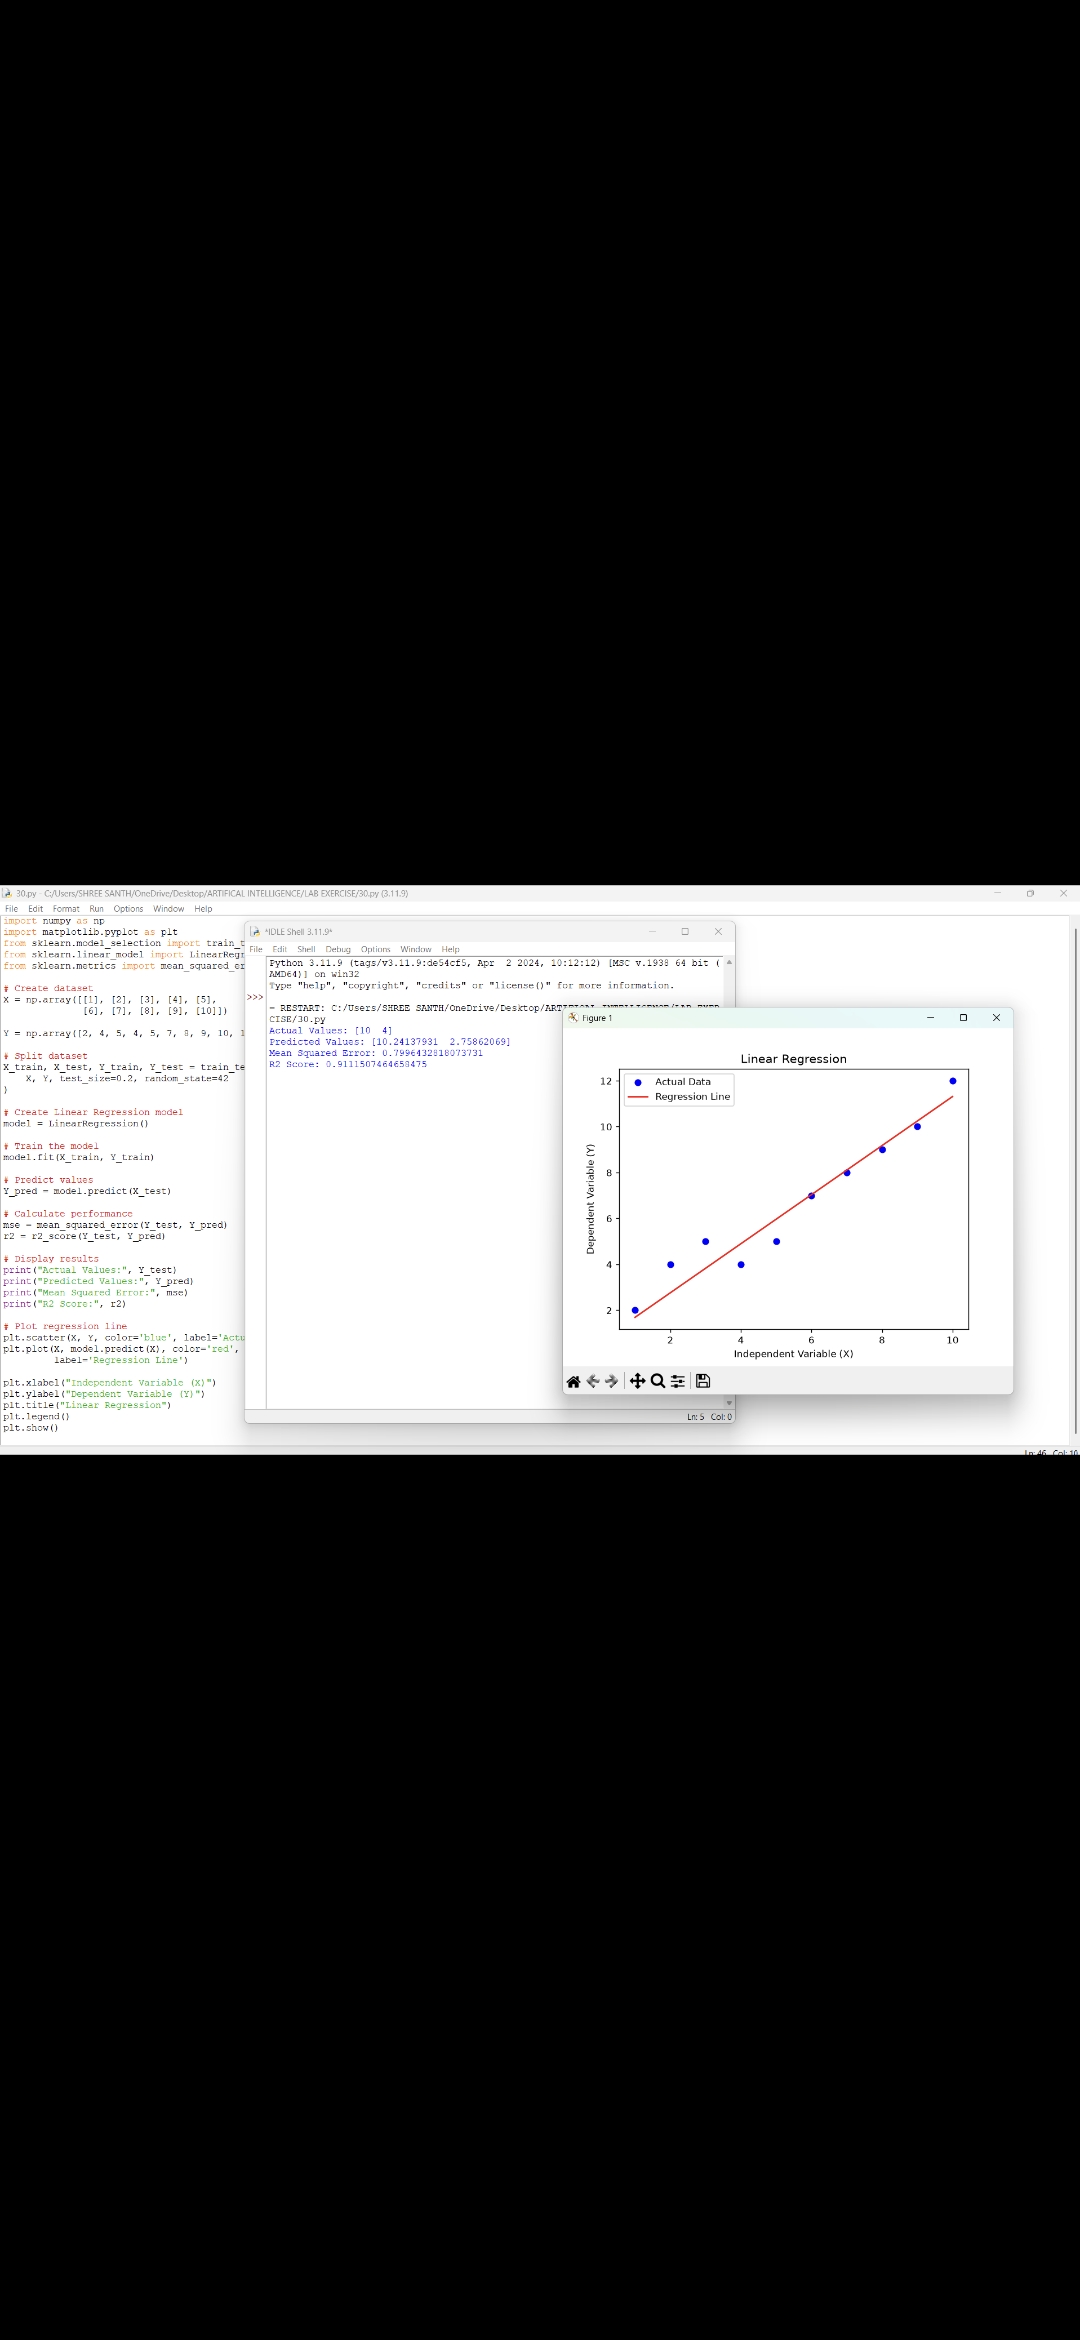 30.py - C:/Users/SHREE SANTH/OneDrive/Desktop/ARTIFICAL INTELLIGENCE/LAB EXERCISE/30.py (3.11.9)
File Edit Format Run Options Window Help
import numpy as np
import matplotlib.pyplot as plt
from sklearn.model_selection import train_t
from sklearn.linear_model import LinearRegr
from sklearn.metrics import mean_squared_er
# Create dataset
X = np.array([[1], [2], [3], [4], [5],
[6], [7], [8], [9], [10]])
Y = np.array([2, 4, 5, 4, 5, 7, 8, 9, 10, 1
# Split dataset
X_train, X_test, Y_train, Y_test = train_te
X, Y, test_size=0.2, random_state=42
)
# Create Linear Regression model
model = LinearRegression()
# Train the model
model.fit(X_train, Y_train)
# Predict values
Y_pred = model.predict(X_test)
# Calculate performance
mse = mean_squared_error(Y_test, Y_pred)
r2 = r2_score(Y_test, Y_pred)
# Display results
print("Actual Values:", Y_test)
print("Predicted Values:", Y_pred)
print("Mean Squared Error:", mse)
print("R2 Score:", r2)
# Plot regression line
plt.scatter(X, Y, color='blue', label='Actu
plt.plot(X, model.predict(X), color='red',
label='Regression Line')
plt.xlabel("Independent Variable (X)")
plt.ylabel("Dependent Variable (Y)")
plt.title("Linear Regression")
plt.legend()
plt.show()
Ln: 46 Col: 10
*IDLE Shell 3.11.9*
File Edit Shell Debug Options Window Help
Python 3.11.9 (tags/v3.11.9:de54cf5, Apr 2 2024, 10:12:12) [MSC v.1938 64 bit (
AMD64)] on win32
Type "help", "copyright", "credits" or "license()" for more information.
>>>
= RESTART: C:/Users/SHREE SANTH/OneDrive/Desktop/ARTIFICAL INTELLIGENCE/LAB EXER
CISE/30.py
Actual Values: [10 4]
Predicted Values: [10.24137931 2.75862069]
Mean Squared Error: 0.7996432818073731
R2 Score: 0.9111507464658475
Ln: 5 Col: 0
Figure 1
Linear Regression
Actual Data
Regression Line
12
10
8
6
4
2
Dependent Variable (Y)
2 4 6 8 10
Independent Variable (X)